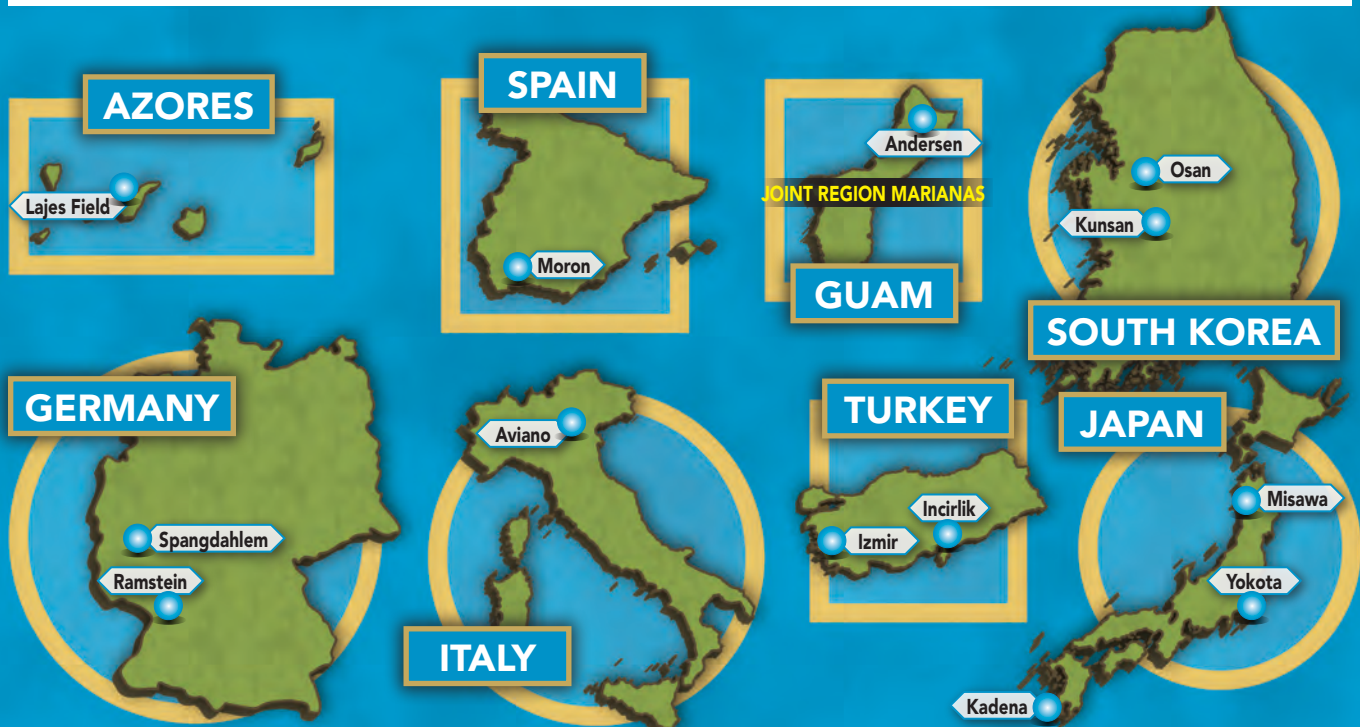 AZORES
Lajes Field
SPAIN
Moron
Andersen
JOINT REGION MARIANAS
GUAM
Osan
Kunsan
SOUTH KOREA
GERMANY
Spangdahlem
Ramstein
Aviano
ITALY
TURKEY
Incirlik
Izmir
JAPAN
Misawa
Yokota
Kadena